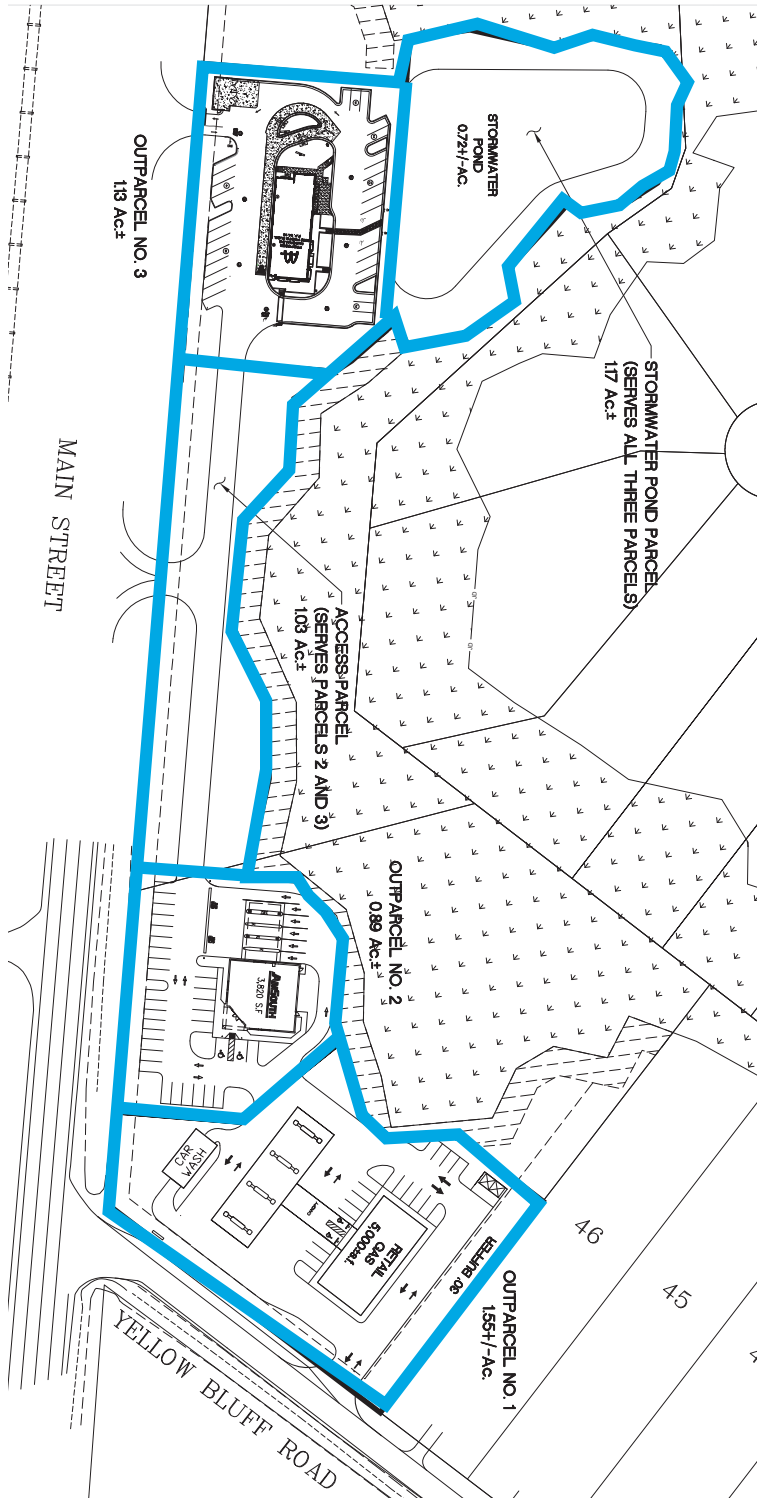 STORMWATER
POND
0.72+/-AC.
OUTPARCEL NO. 3
1.13 Ac.±
STORMWATER POND PARCEL
(SERVES ALL THREE PARCELS)
1.17 Ac.±
MAIN STREET
ACCESS PARCEL
(SERVES PARCELS 2 AND 3)
1.03 Ac.±
OUTPARCEL NO. 2
0.89 Ac.±
AMSOUTH
3,820 S.F
CAR
WASH
RETAIL
GAS
5,000±s.f.
30' BUFFER
OUTPARCEL NO. 1
1.55+/-Ac.
46
45
4
YELLOW BLUFF ROAD